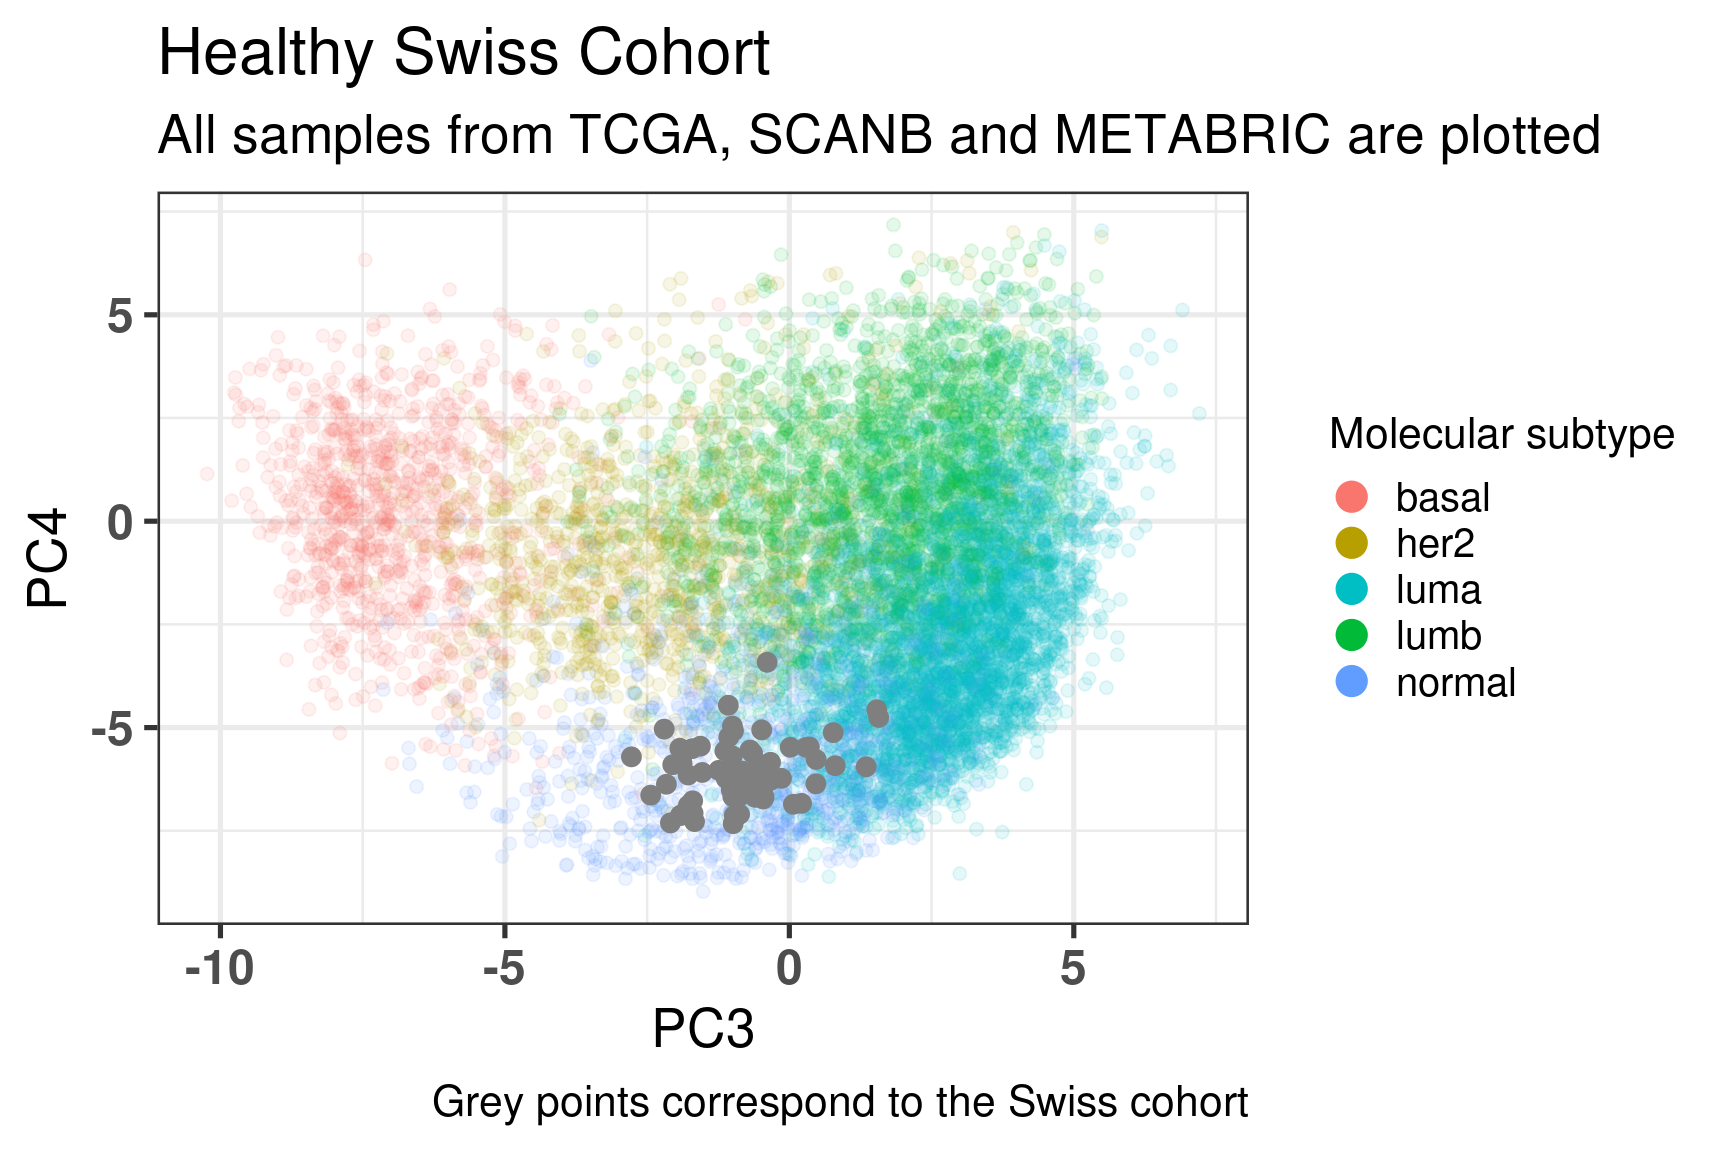 Healthy Swiss Cohort
All samples from TCGA, SCANB and METABRIC are plotted
PC4
5
0
-5
-10
-5
0
5
PC3
Molecular subtype
basal
her2
luma
lumb
normal
Grey points correspond to the Swiss cohort